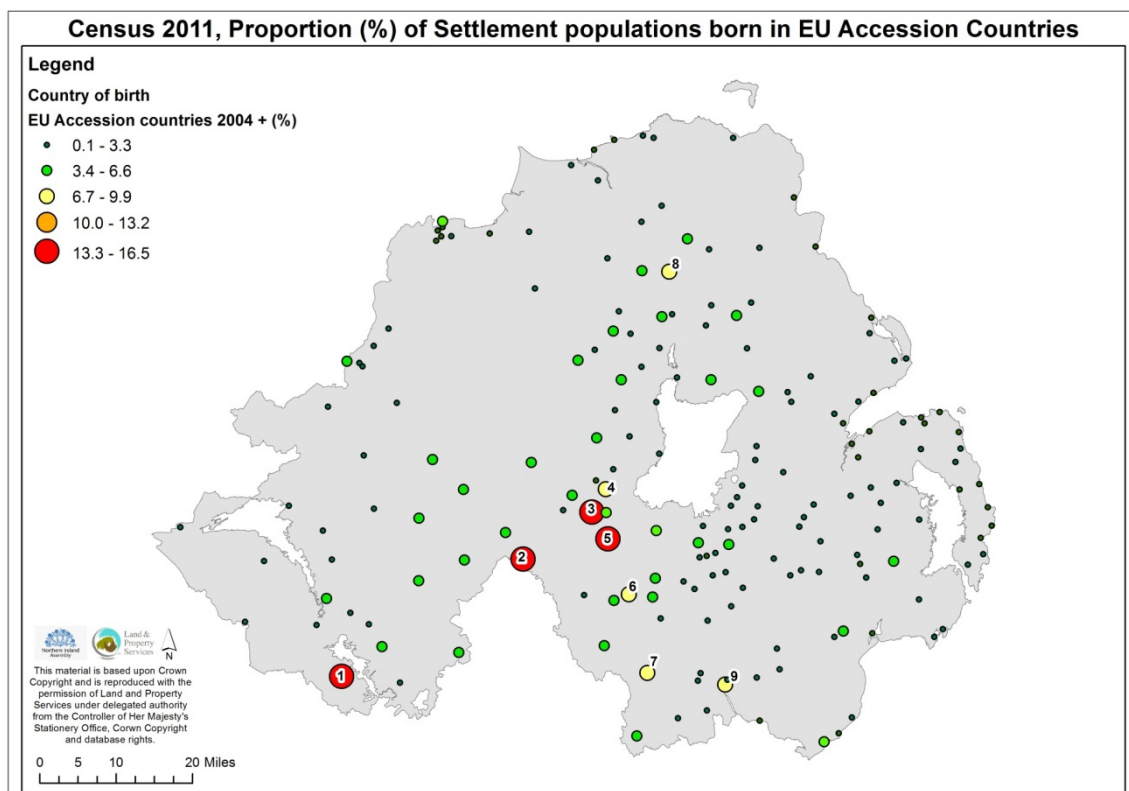 Census 2011, Proportion (%) of Settlement populations born in EU Accession Countries
Legend
Country of birth
EU Accession countries 2004 + (%)
0.1 - 3.3
3.4 - 6.6
6.7 - 9.9
10.0 - 13.2
13.3 - 16.5
8
4
3
5
2
6
7
9
1
Northern Ireland
Assembly
Land &
Property
Services
N
This material is based upon Crown
Copyright and is reproduced with the
permission of Land and Property
Services under delegated authority
from the Controller of Her Majesty's
Stationery Office, Corwn Copyright
and database rights.
0 5 10 20 Miles